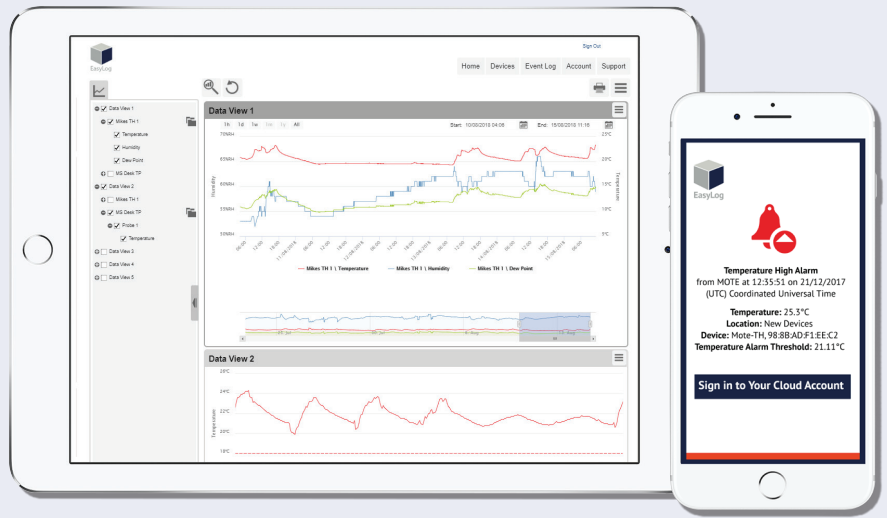 Sign Out
EasyLog
Home Devices Event Log Account Support
Data View 1
Mikes TH 1
Temperature
Humidity
Dew Point
MS Desk TP
Data View 2
Mikes TH 1
MS Desk TP
Probe 1
Temperature
Data View 3
Data View 4
Data View 5
Data View 1
1h 1d 1w 1m 1y All
Start: 10/08/2018 04:09 End: 15/08/2018 11:18
70%RH 25°C
65%RH 20°C
60%RH 15°C
55%RH 10°C
50%RH 5°C
Humidity
Temperature
Mikes TH 1 \ Temperature Mikes TH 1 \ Humidity Mikes TH 1 \ Dew Point
Data View 2
26°C
24°C
22°C
20°C
18°C
Temperature
EasyLog
Temperature High Alarm
from MOTE at 12:35:51 on 21/12/2017
(UTC) Coordinated Universal Time
Temperature: 25.3°C
Location: New Devices
Device: Mote-TH, 98:8B:AD:F1:EE:C2
Temperature Alarm Threshold: 21.11°C
Sign in to Your Cloud Account